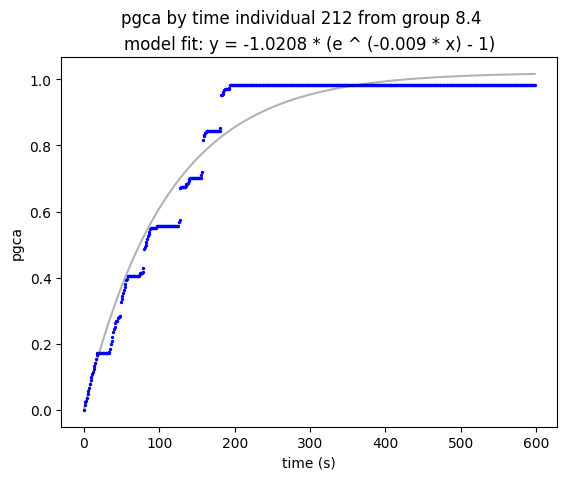 pgca by time individual 212 from group 8.4
model fit: y = -1.0208 * (e ^ (-0.009 * x) - 1)
1.0
0.8
0.6
0.4
0.2
0.0
pgca
0 100 200 300 400 500 600
time (s)